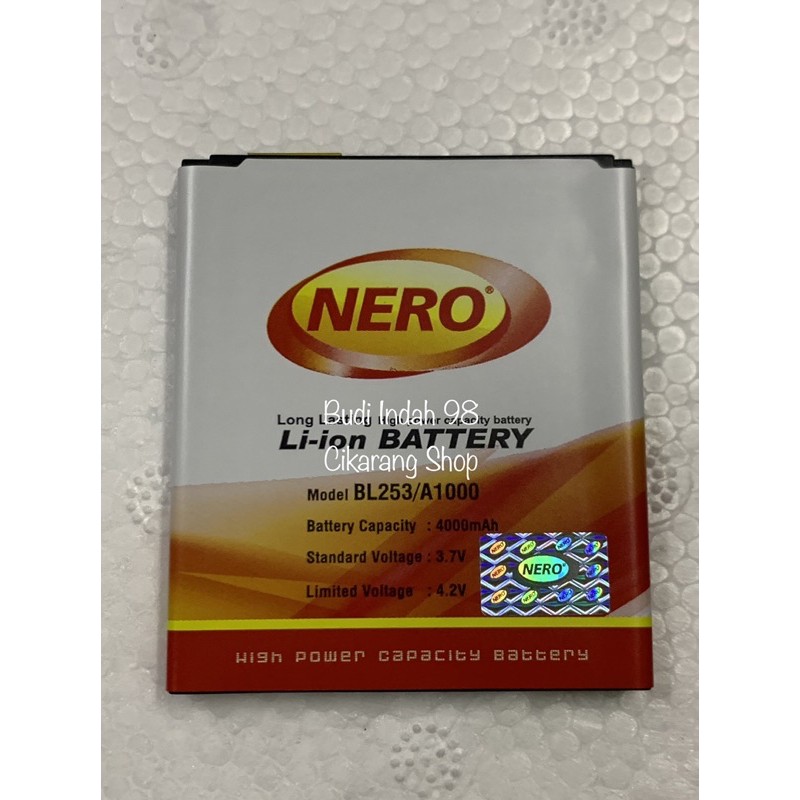 NERO®
Long Lasting High power capacity battery
Budi Indah 98
Li-ion BATTERY
Cikarang Shop
Model BL253/A1000
Battery Capacity : 4000mAh
Standard Voltage : 3.7V
Limited Voltage : 4.2V
NERO®
High Power Capacity Battery